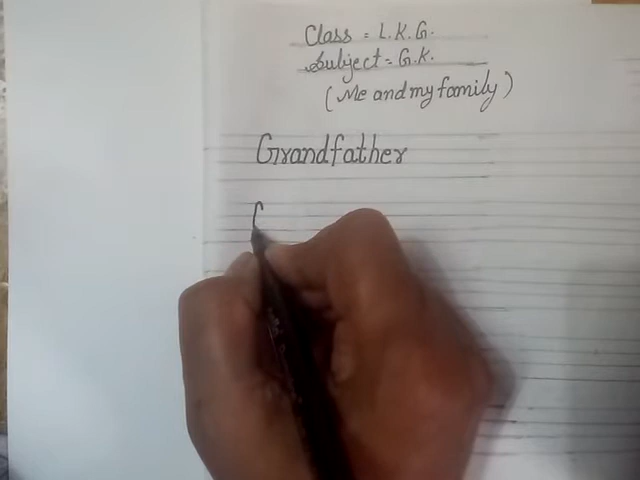 Class = L.K.G.
Subject = G.K.
(Me and my family)
Grandfather